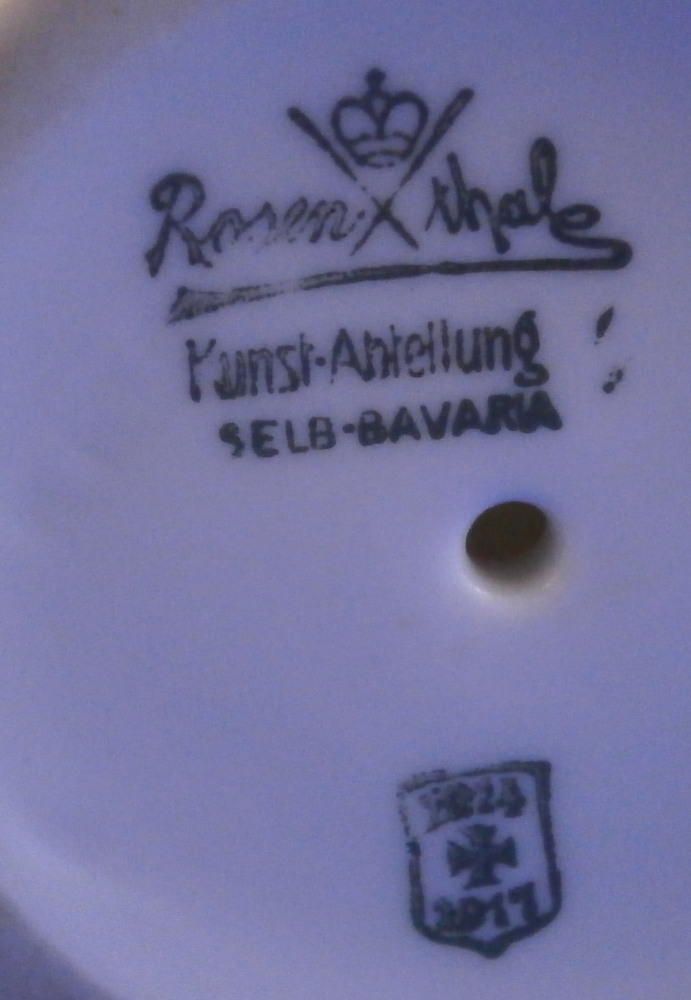 Rosenthal
Kunst-Abteilung
SELB-BAVARIA
1914
1917